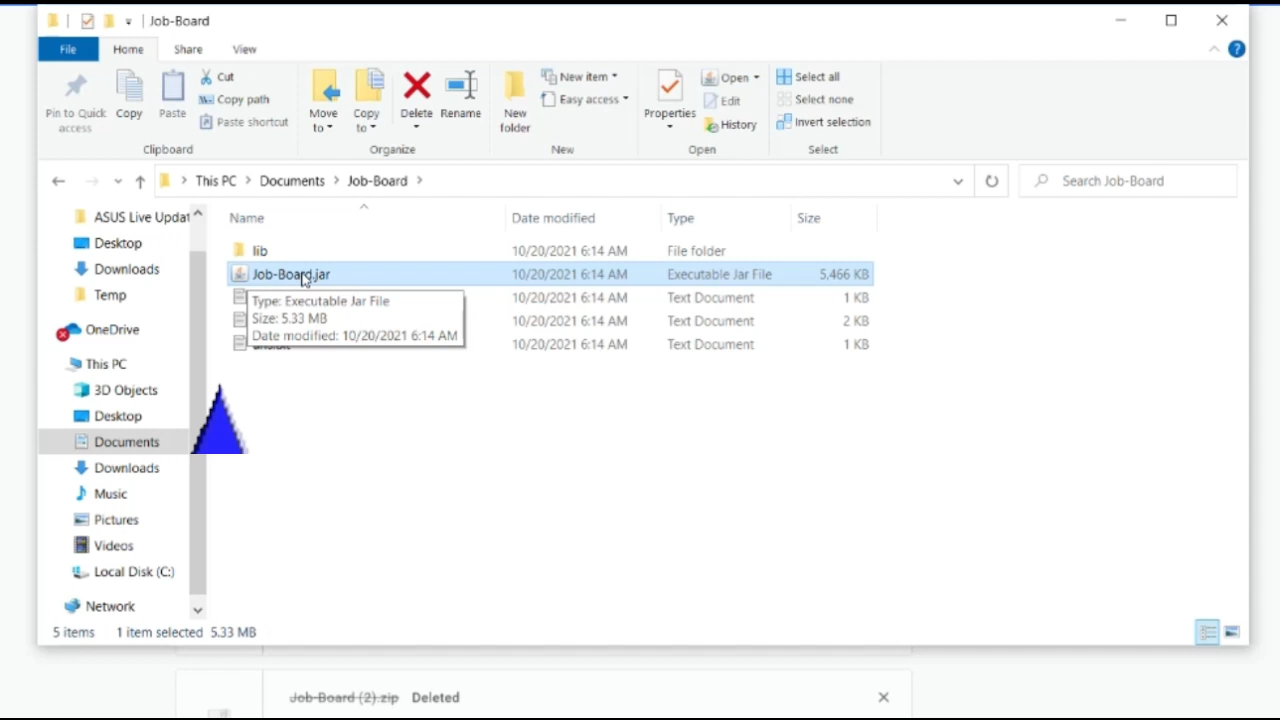 Job-Board
File Home Share View
Pin to Quick access
Copy
Paste
Cut
Copy path
Paste shortcut
Clipboard
Move to
Copy to
Delete
Rename
Organize
New folder
New item
Easy access
New
Properties
Open
Edit
History
Open
Select all
Select none
Invert selection
Select
This PC > Documents > Job-Board >
Search Job-Board
ASUS Live Updat
Desktop
Downloads
Temp
OneDrive
This PC
3D Objects
Desktop
Documents
Downloads
Music
Pictures
Videos
Local Disk (C:)
Network
Name Date modified Type Size
lib 10/20/2021 6:14 AM File folder
Job-Board.jar 10/20/2021 6:14 AM Executable Jar File 5,466 KB
10/20/2021 6:14 AM Text Document 1 KB
10/20/2021 6:14 AM Text Document 2 KB
10/20/2021 6:14 AM Text Document 1 KB
Type: Executable Jar File
Size: 5.33 MB
Date modified: 10/20/2021 6:14 AM
5 items 1 item selected 5.33 MB
Job-Board (2).zip Deleted